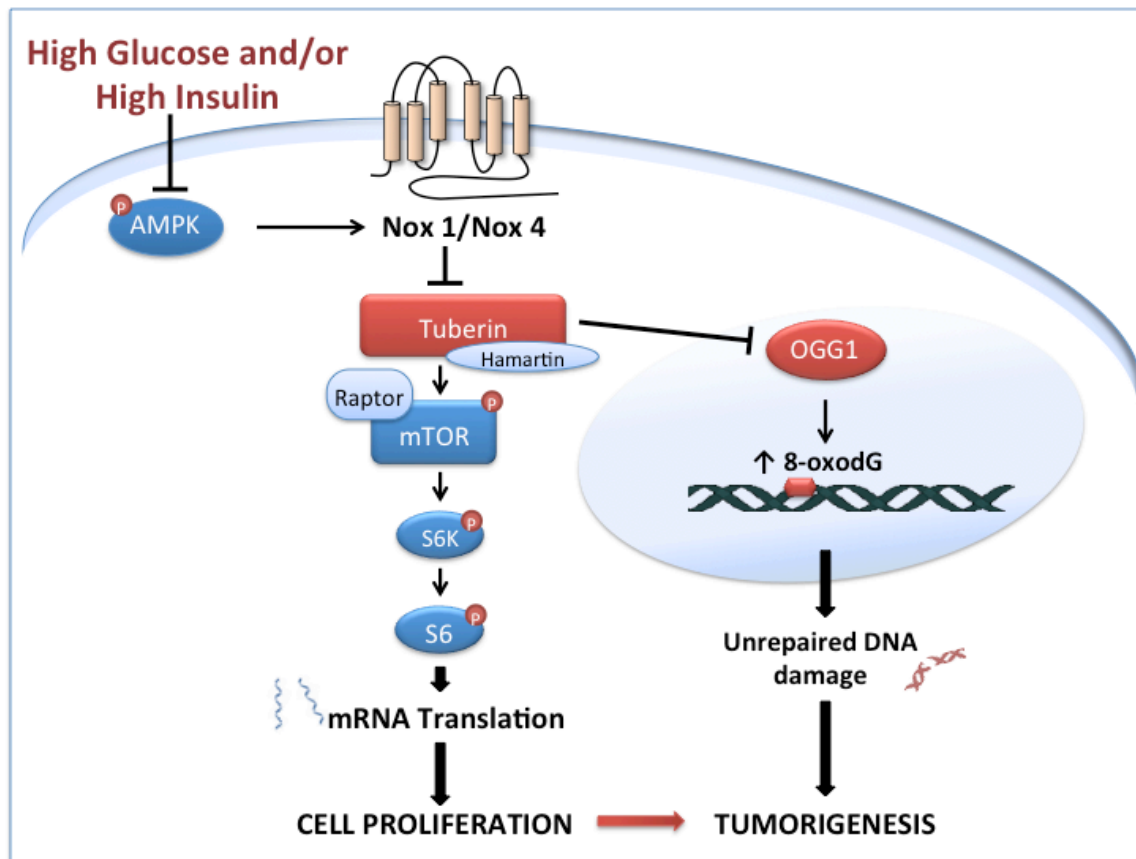 High Glucose and/or
High Insulin
P
AMPK
Nox 1/Nox 4
Tuberin
Hamartin
OGG1
Raptor
P
mTOR
↑ 8-oxodG
P
S6K
P
S6
Unrepaired DNA
damage
mRNA Translation
CELL PROLIFERATION
TUMORIGENESIS